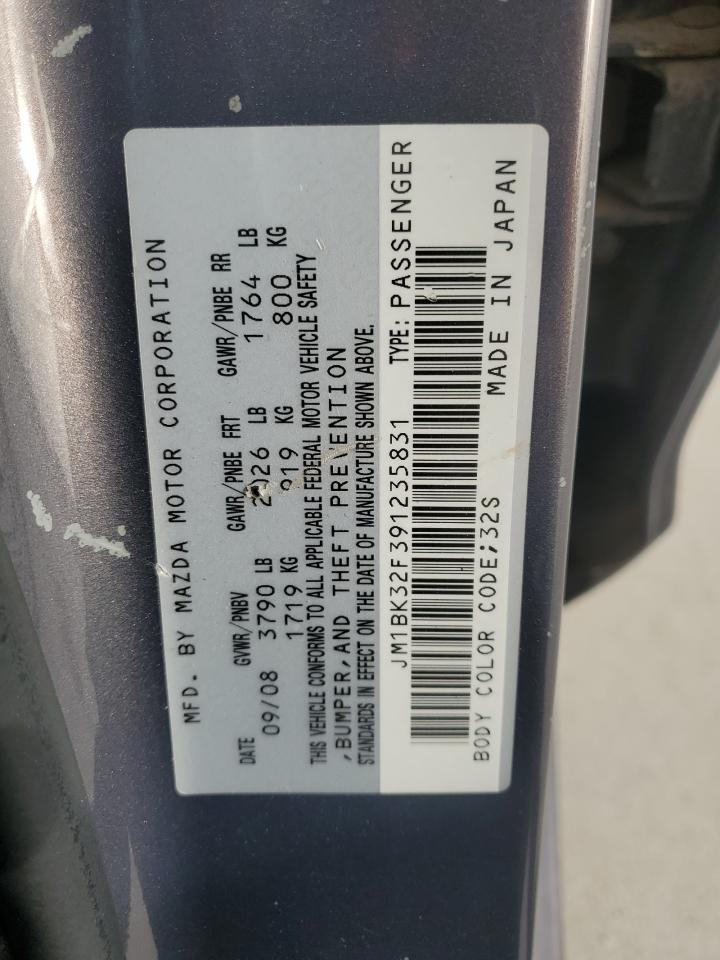 MFD. BY MAZDA MOTOR CORPORATION
DATE GVWR/PNBV GAWR/PNBE FRT GAWR/PNBE RR
09/08 3790 LB 2026 LB 1764 LB
1719 KG 919 KG 800 KG
THIS VEHICLE CONFORMS TO ALL APPLICABLE FEDERAL MOTOR VEHICLE SAFETY
,BUMPER,AND THEFT PREVENTION
STANDARDS IN EFFECT ON THE DATE OF MANUFACTURE SHOWN ABOVE.
JM1BK32F391235831 TYPE: PASSENGER
BODY COLOR CODE;32S MADE IN JAPAN